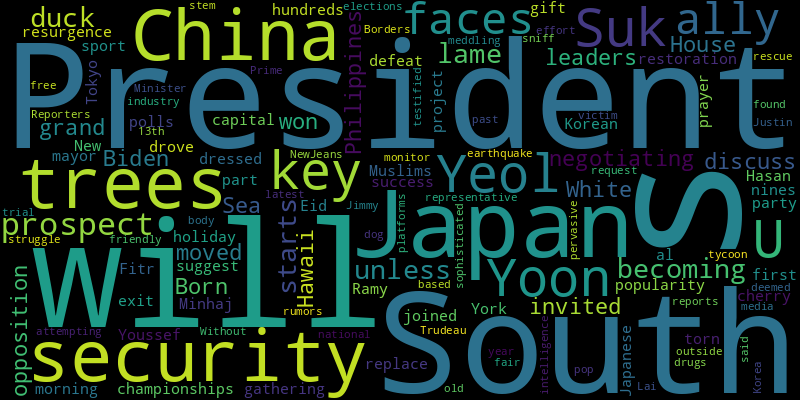 duck
stem
hundreds
elections
gift
resurgence
China
Borders
faces
Suk
ally
sport
Philippines
meddling
effort
sniff
House
President
defeat
lame
leaders
restoration
rescue
Tokyo
Prime
free
Minister
industry
testified
project
prayer
found
Reporters
polls
capital
won
past
victim
Justin
grand
13th
Korean
New
drove
mayor
Biden
dressed
NewJeans
monitor
earthquake
negotiating
discuss
trees
part
key
Muslims
Yeol
request
Hasan
success
White
nines
latest
representative
party
Sea
Eid
Jimmy
platforms
S
trial
body
prospect
starts
Japan
pervasive
U
struggle
friendly
holiday
Hawaii
dog
sophisticated
al
tycoon
will
moved
unless
Yoon
becoming
first
Fitr
suggest
based
popularity
deemed
opposition
exit
Born
Minhaj
Ramy
South
invited
reports
cherry
rumors
joined
York
media
attempting
Youssef
Without
national
Trudeau
intelligence
Japanese
torn
said
security
year
outside
replace
fair
pop
drugs
Korea
morning
championships
gathering
old
Lai